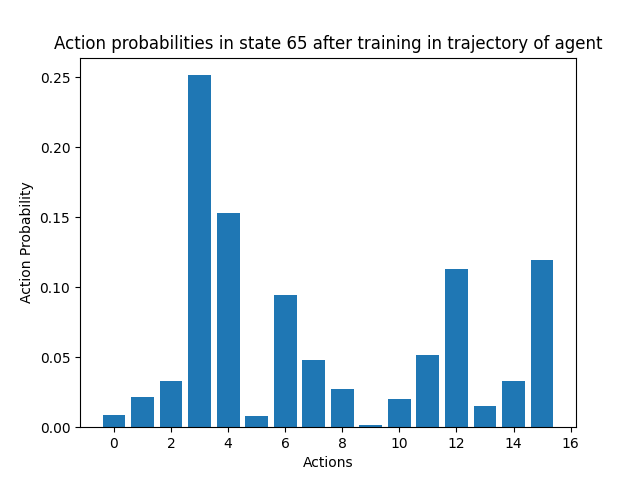 Action probabilities in state 65 after training in trajectory of agent
0.25
0.20
0.15
0.10
0.05
0.00
Action Probability
0 2 4 6 8 10 12 14 16
Actions